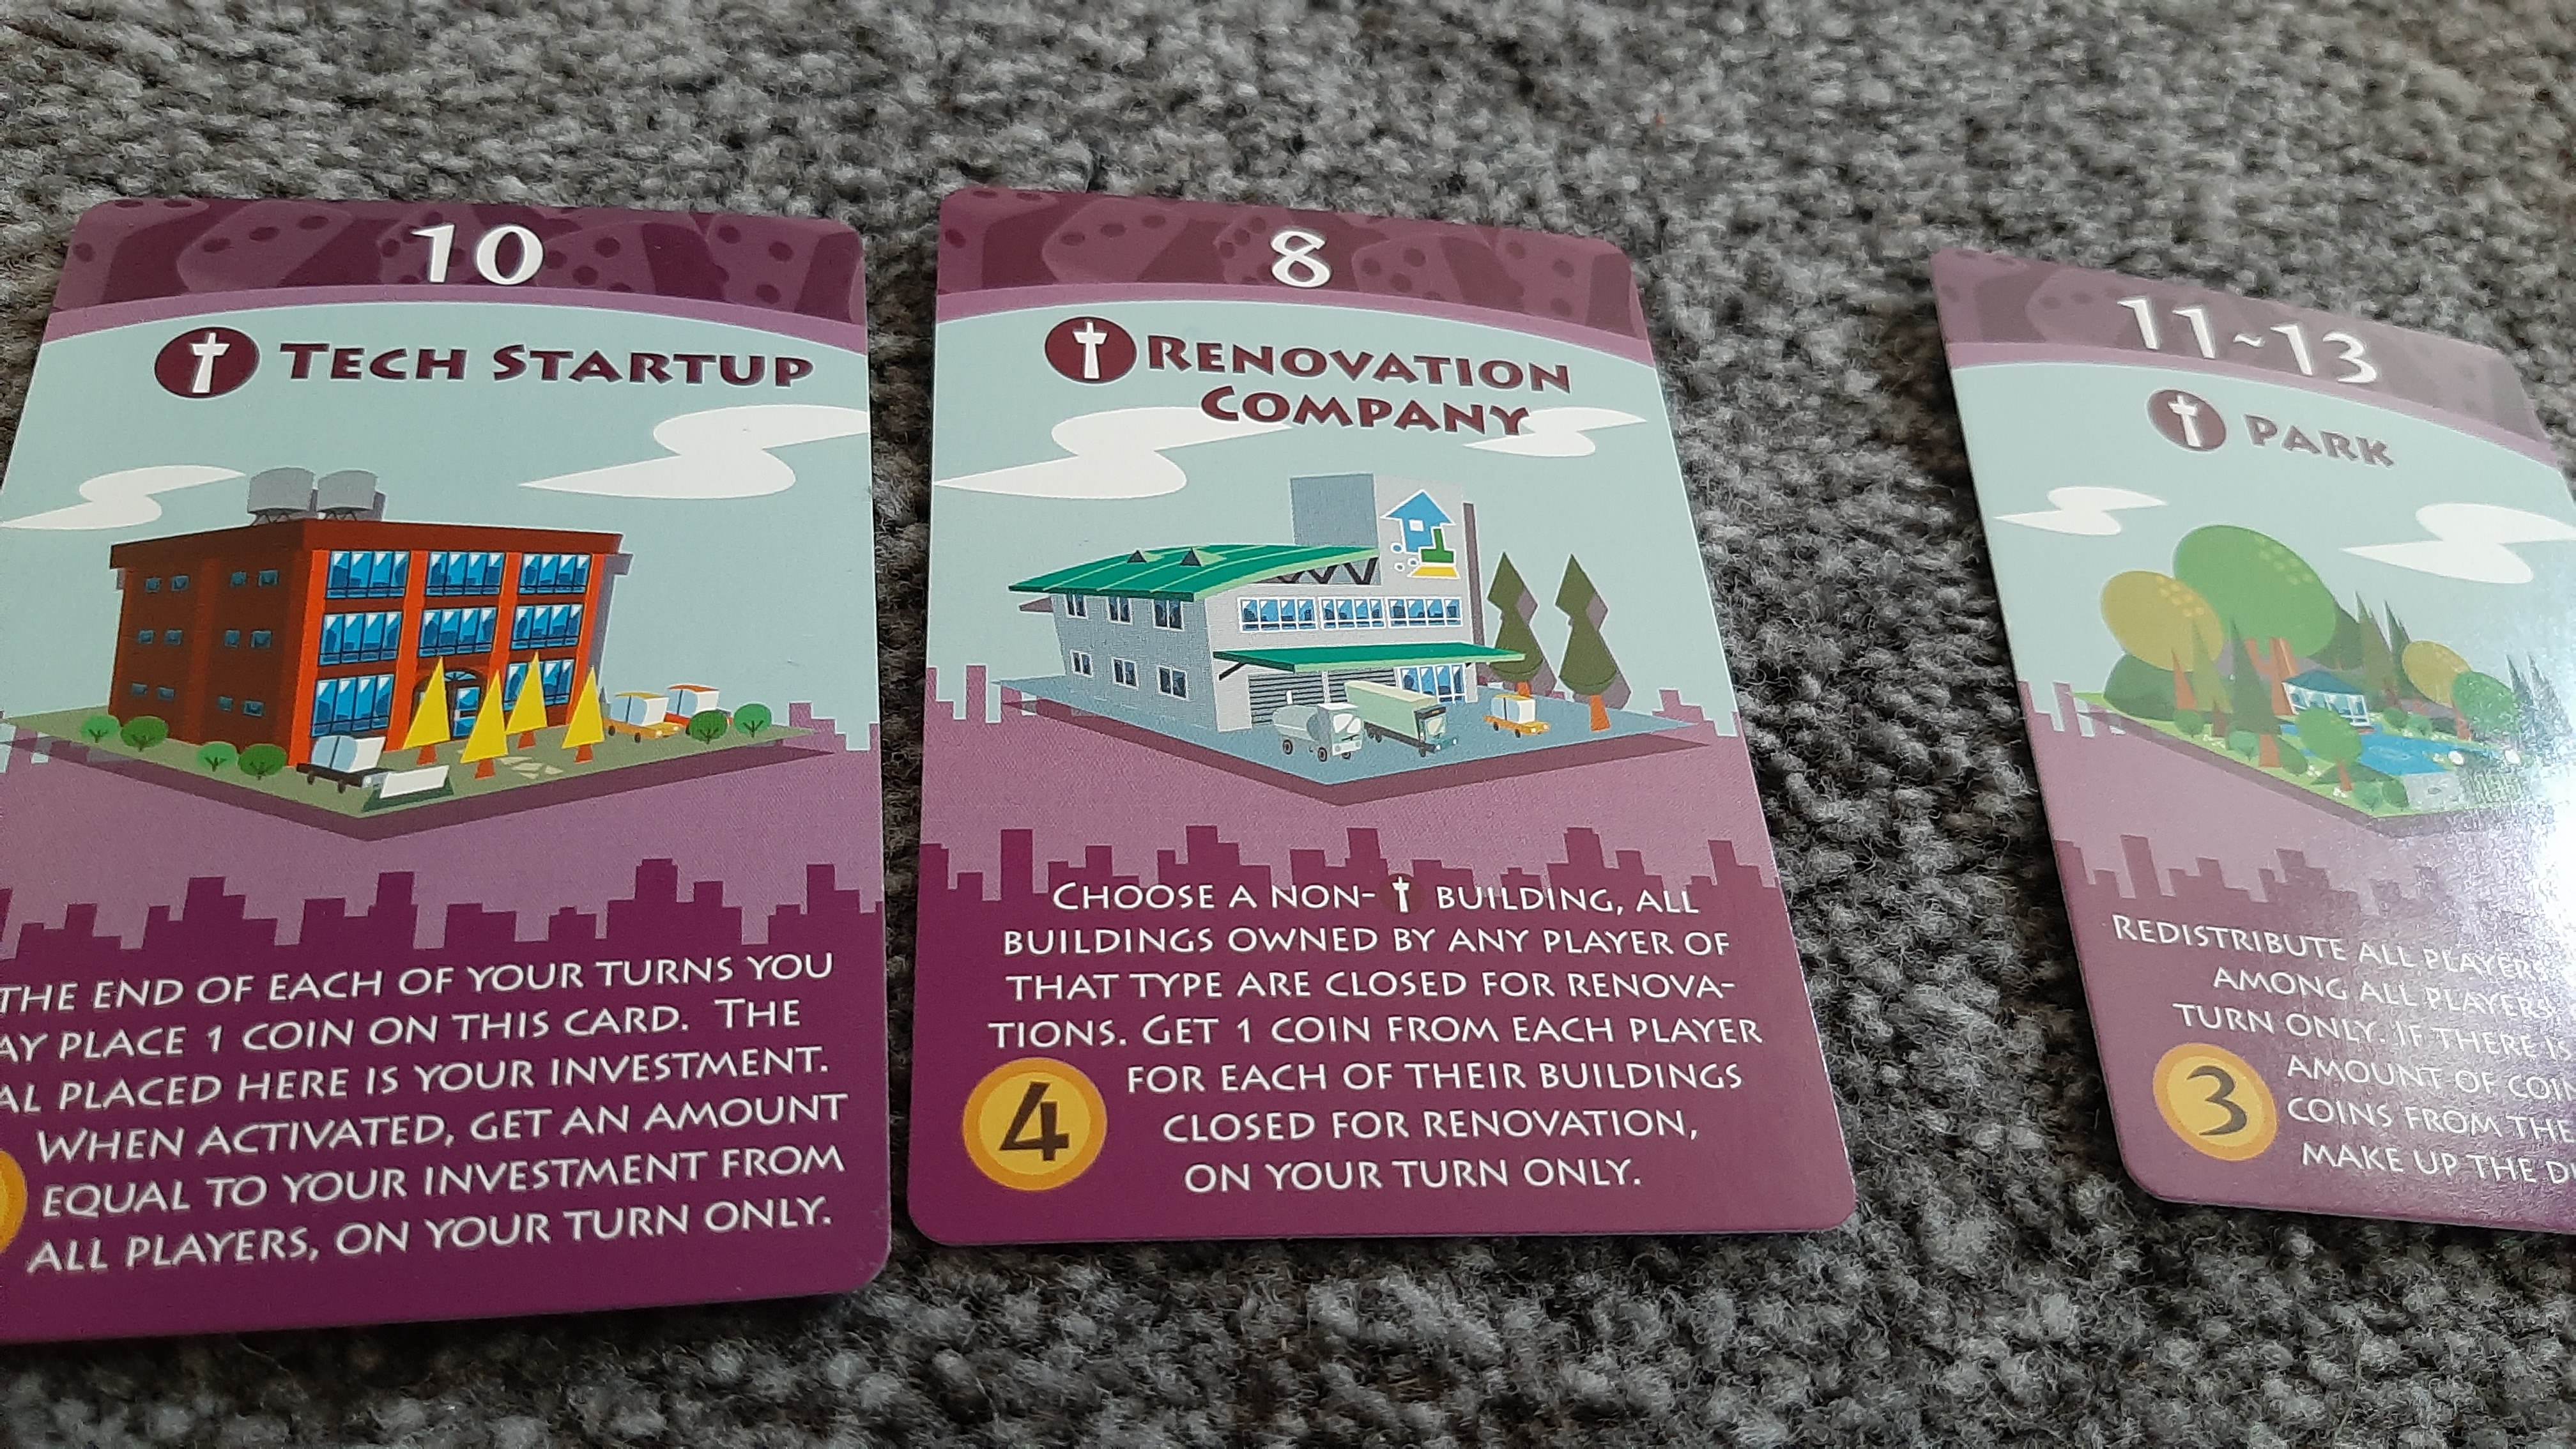 10
Tech Startup
THE END OF EACH OF YOUR TURNS YOU
PLACE 1 COIN ON THIS CARD. THE
PLACED HERE IS YOUR INVESTMENT.
WHEN ACTIVATED, GET AN AMOUNT
EQUAL TO YOUR INVESTMENT FROM
ALL PLAYERS, ON YOUR TURN ONLY.
8
Renovation
Company
Choose a non- building, all
buildings owned by any player of
that type are closed for renova-
tions. Get 1 coin from each player
for each of their buildings
closed for renovation,
on your turn only.
4
11~13
Park
Redistribute all
among all players
turn only. If there is
amount of
coins from the
make up the
3